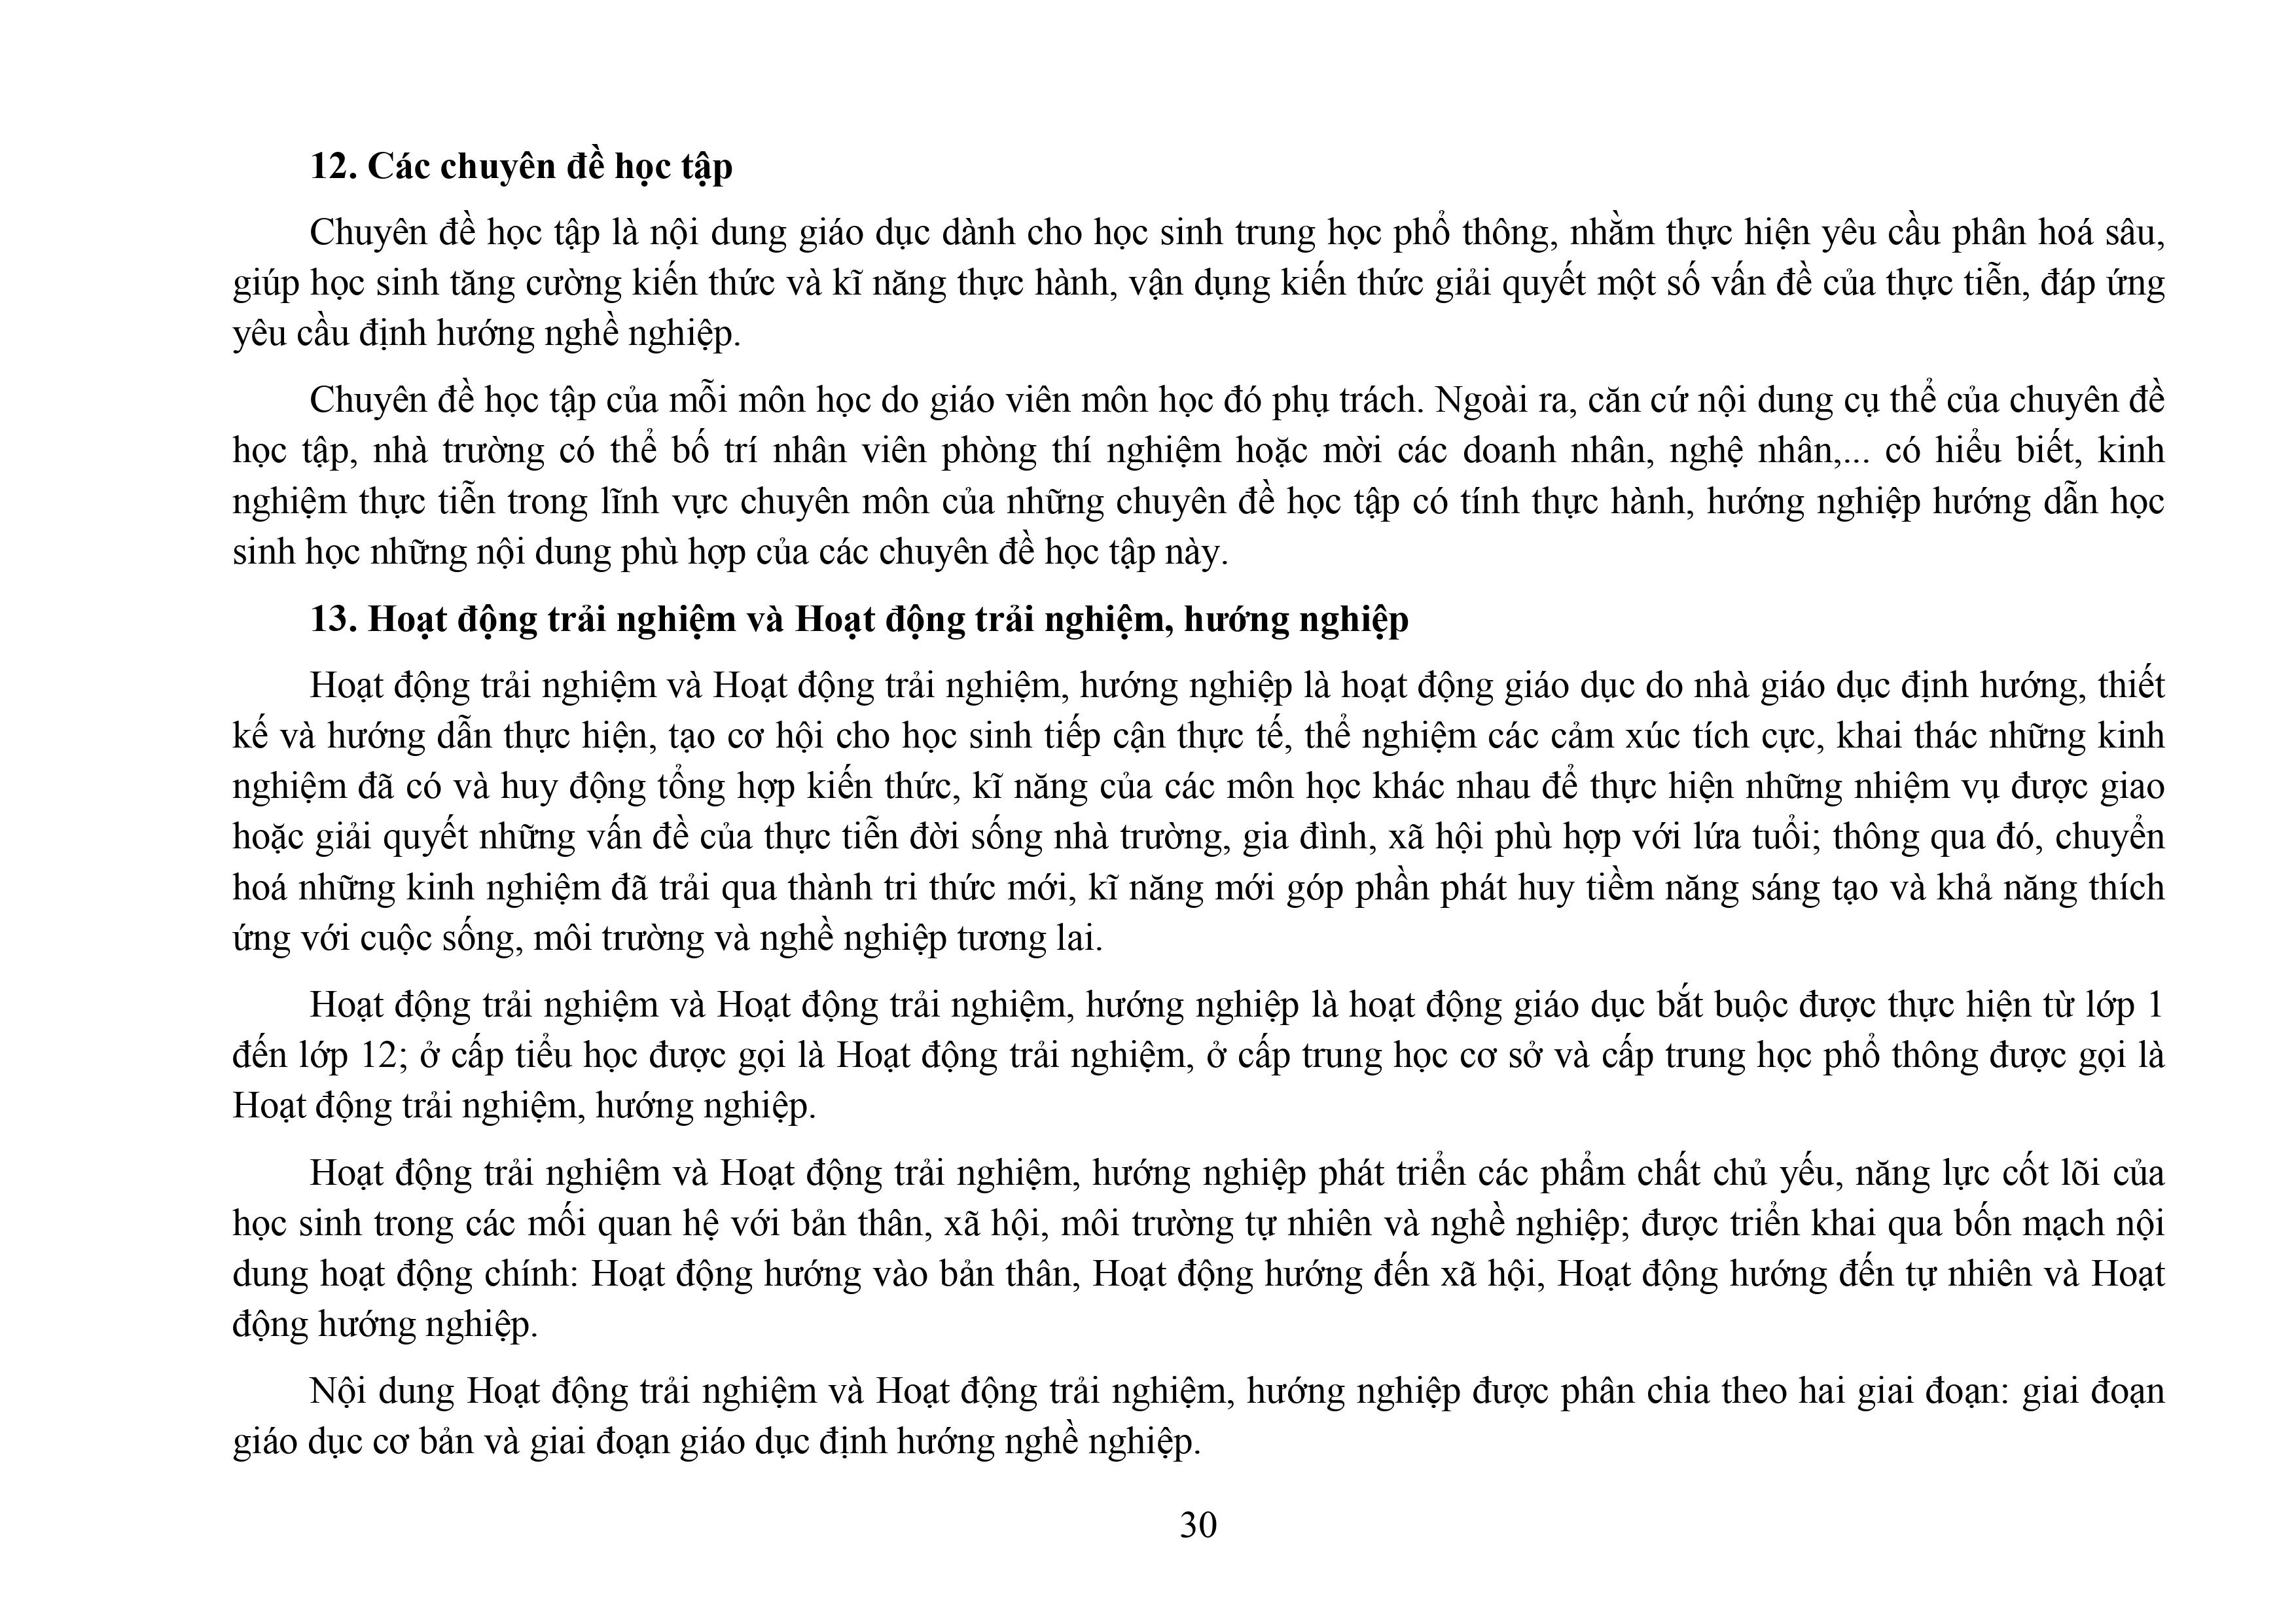 12. Các chuyên đề học tập
Chuyên đề học tập là nội dung giáo dục dành cho học sinh trung học phổ thông, nhằm thực hiện yêu cầu phân hoá sâu,
giúp học sinh tăng cường kiến thức và kĩ năng thực hành, vận dụng kiến thức giải quyết một số vấn đề của thực tiễn, đáp ứng
yêu cầu định hướng nghề nghiệp.
Chuyên đề học tập của mỗi môn học do giáo viên môn học đó phụ trách. Ngoài ra, căn cứ nội dung cụ thể của chuyên đề
học tập, nhà trường có thể bố trí nhân viên phòng thí nghiệm hoặc mời các doanh nhân, nghệ nhân,... có hiểu biết, kinh
nghiệm thực tiễn trong lĩnh vực chuyên môn của những chuyên đề học tập có tính thực hành, hướng nghiệp hướng dẫn học
sinh học những nội dung phù hợp của các chuyên đề học tập này.
13. Hoạt động trải nghiệm và Hoạt động trải nghiệm, hướng nghiệp
Hoạt động trải nghiệm và Hoạt động trải nghiệm, hướng nghiệp là hoạt động giáo dục do nhà giáo dục định hướng, thiết
kế và hướng dẫn thực hiện, tạo cơ hội cho học sinh tiếp cận thực tế, thể nghiệm các cảm xúc tích cực, khai thác những kinh
nghiệm đã có và huy động tổng hợp kiến thức, kĩ năng của các môn học khác nhau để thực hiện những nhiệm vụ được giao
hoặc giải quyết những vấn đề của thực tiễn đời sống nhà trường, gia đình, xã hội phù hợp với lứa tuổi; thông qua đó, chuyển
hoá những kinh nghiệm đã trải qua thành tri thức mới, kĩ năng mới góp phần phát huy tiềm năng sáng tạo và khả năng thích
ứng với cuộc sống, môi trường và nghề nghiệp tương lai.
Hoạt động trải nghiệm và Hoạt động trải nghiệm, hướng nghiệp là hoạt động giáo dục bắt buộc được thực hiện từ lớp 1
đến lớp 12; ở cấp tiểu học được gọi là Hoạt động trải nghiệm, ở cấp trung học cơ sở và cấp trung học phổ thông được gọi là
Hoạt động trải nghiệm, hướng nghiệp.
Hoạt động trải nghiệm và Hoạt động trải nghiệm, hướng nghiệp phát triển các phẩm chất chủ yếu, năng lực cốt lõi của
học sinh trong các mối quan hệ với bản thân, xã hội, môi trường tự nhiên và nghề nghiệp; được triển khai qua bốn mạch nội
dung hoạt động chính: Hoạt động hướng vào bản thân, Hoạt động hướng đến xã hội, Hoạt động hướng đến tự nhiên và Hoạt
động hướng nghiệp.
Nội dung Hoạt động trải nghiệm và Hoạt động trải nghiệm, hướng nghiệp được phân chia theo hai giai đoạn: giai đoạn
giáo dục cơ bản và giai đoạn giáo dục định hướng nghề nghiệp.
30